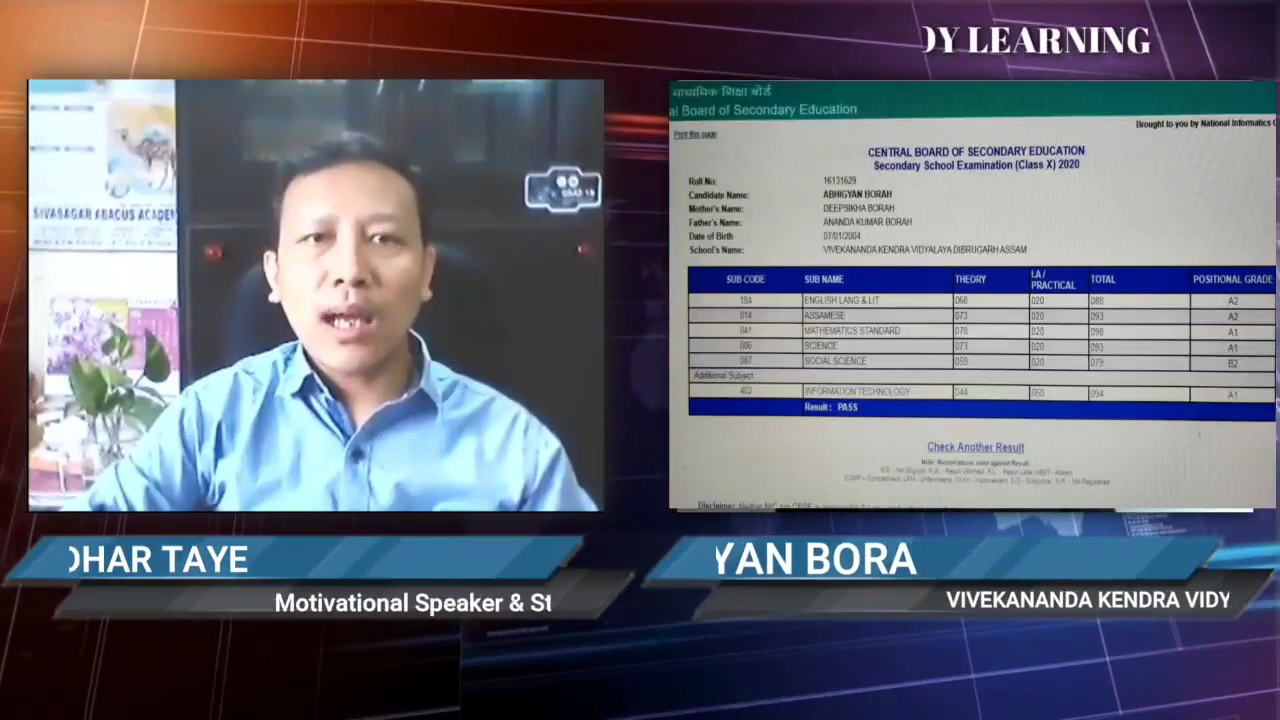 DY LEARNING
SIVASAGAR ABACUS ACADEM
माध्यमिक शिक्षा बोर्ड
al Board of Secondary Education
Print this page
Brought to you by National Informatics C
CENTRAL BOARD OF SECONDARY EDUCATION
Secondary School Examination (Class X) 2020
Roll No: 16131629
Candidate Name: ABHIGYAN BORAH
Mother's Name: DEEPSIKHA BORAH
Father's Name: ANANDA KUMAR BORAH
Date of Birth 07/01/2004
School's Name: VIVEKANANDA KENDRA VIDYALAYA DIBRUGARH ASSAM
SUB CODE SUB NAME THEORY I.A / PRACTICAL TOTAL POSITIONAL GRADE
184 ENGLISH LANG & LIT 068 020 088 A2
014 ASSAMESE 073 020 093 A2
041 MATHEMATICS STANDARD 078 020 098 A1
086 SCIENCE 073 020 093 A1
087 SOCIAL SCIENCE 059 020 079 B2
Additional Subject
402 INFORMATION TECHNOLOGY 044 050 094 A1
Result : PASS
Check Another Result
DHAR TAYE
Motivational Speaker & St
YAN BORA
VIVEKANANDA KENDRA VIDY